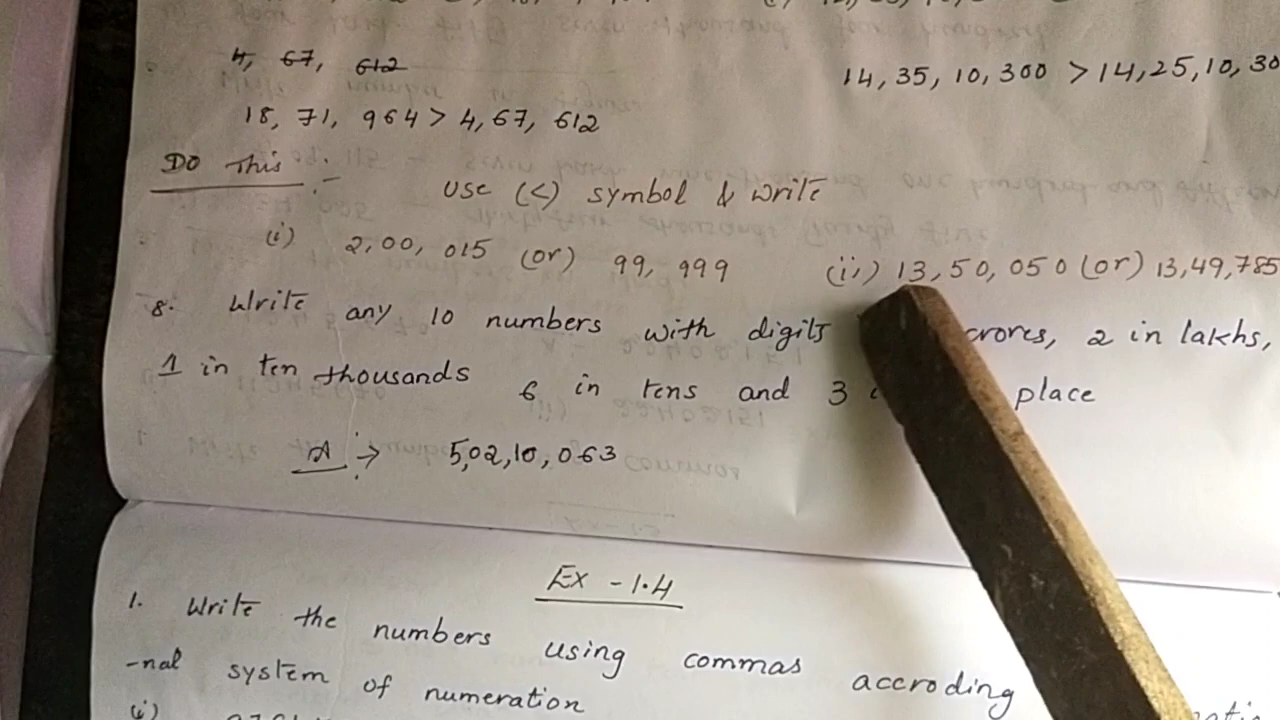 4, 67, 612
14, 35, 10, 300 > 14,25,10, 30
18, 71, 964 > 4,67, 612
Do This :-
Use (<) symbol & write
(i) 2,00, 015 (or) 99, 999 (ii) 13,50, 050 (or) 13,49,785
8. Write any 10 numbers with digits crores, 2 in lakhs,
1 in ten thousands 6 in tens and 3 place
A :→ 5,02,10,063
Ex - 1.4
1. Write the numbers using commas accroding
-nal system of numeration
(i)